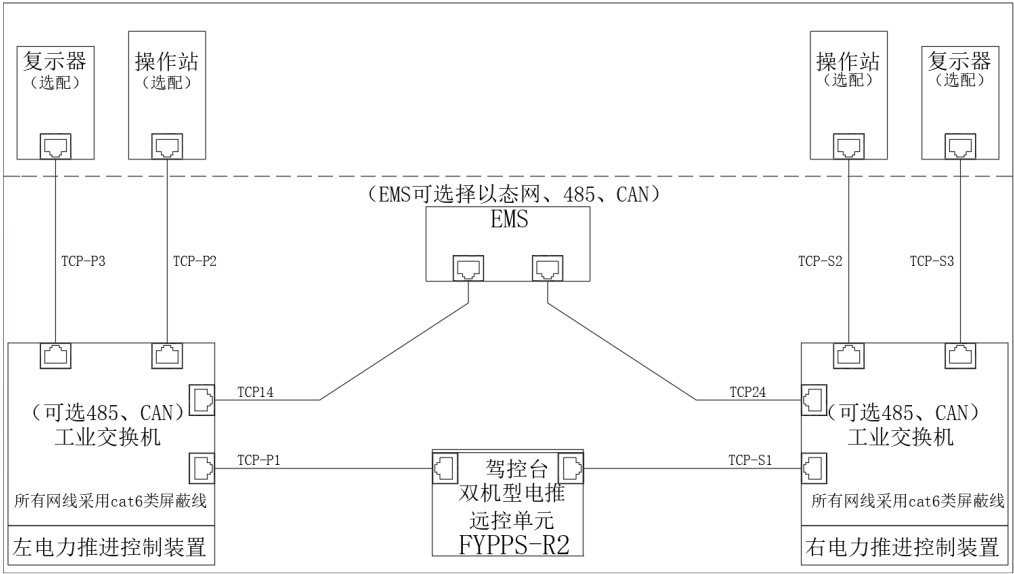 复示器
（选配）
操作站
（选配）
操作站
（选配）
复示器
（选配）
（EMS可选择以态网、485、CAN）
EMS
TCP-P3
TCP-P2
TCP-S2
TCP-S3
TCP14
TCP24
（可选485、CAN）
工业交换机
（可选485、CAN）
工业交换机
TCP-P1
TCP-S1
驾控台
双机型电推
远控单元
FYPPS-R2
所有网线采用cat6类屏蔽线
所有网线采用cat6类屏蔽线
左电力推进控制装置
右电力推进控制装置